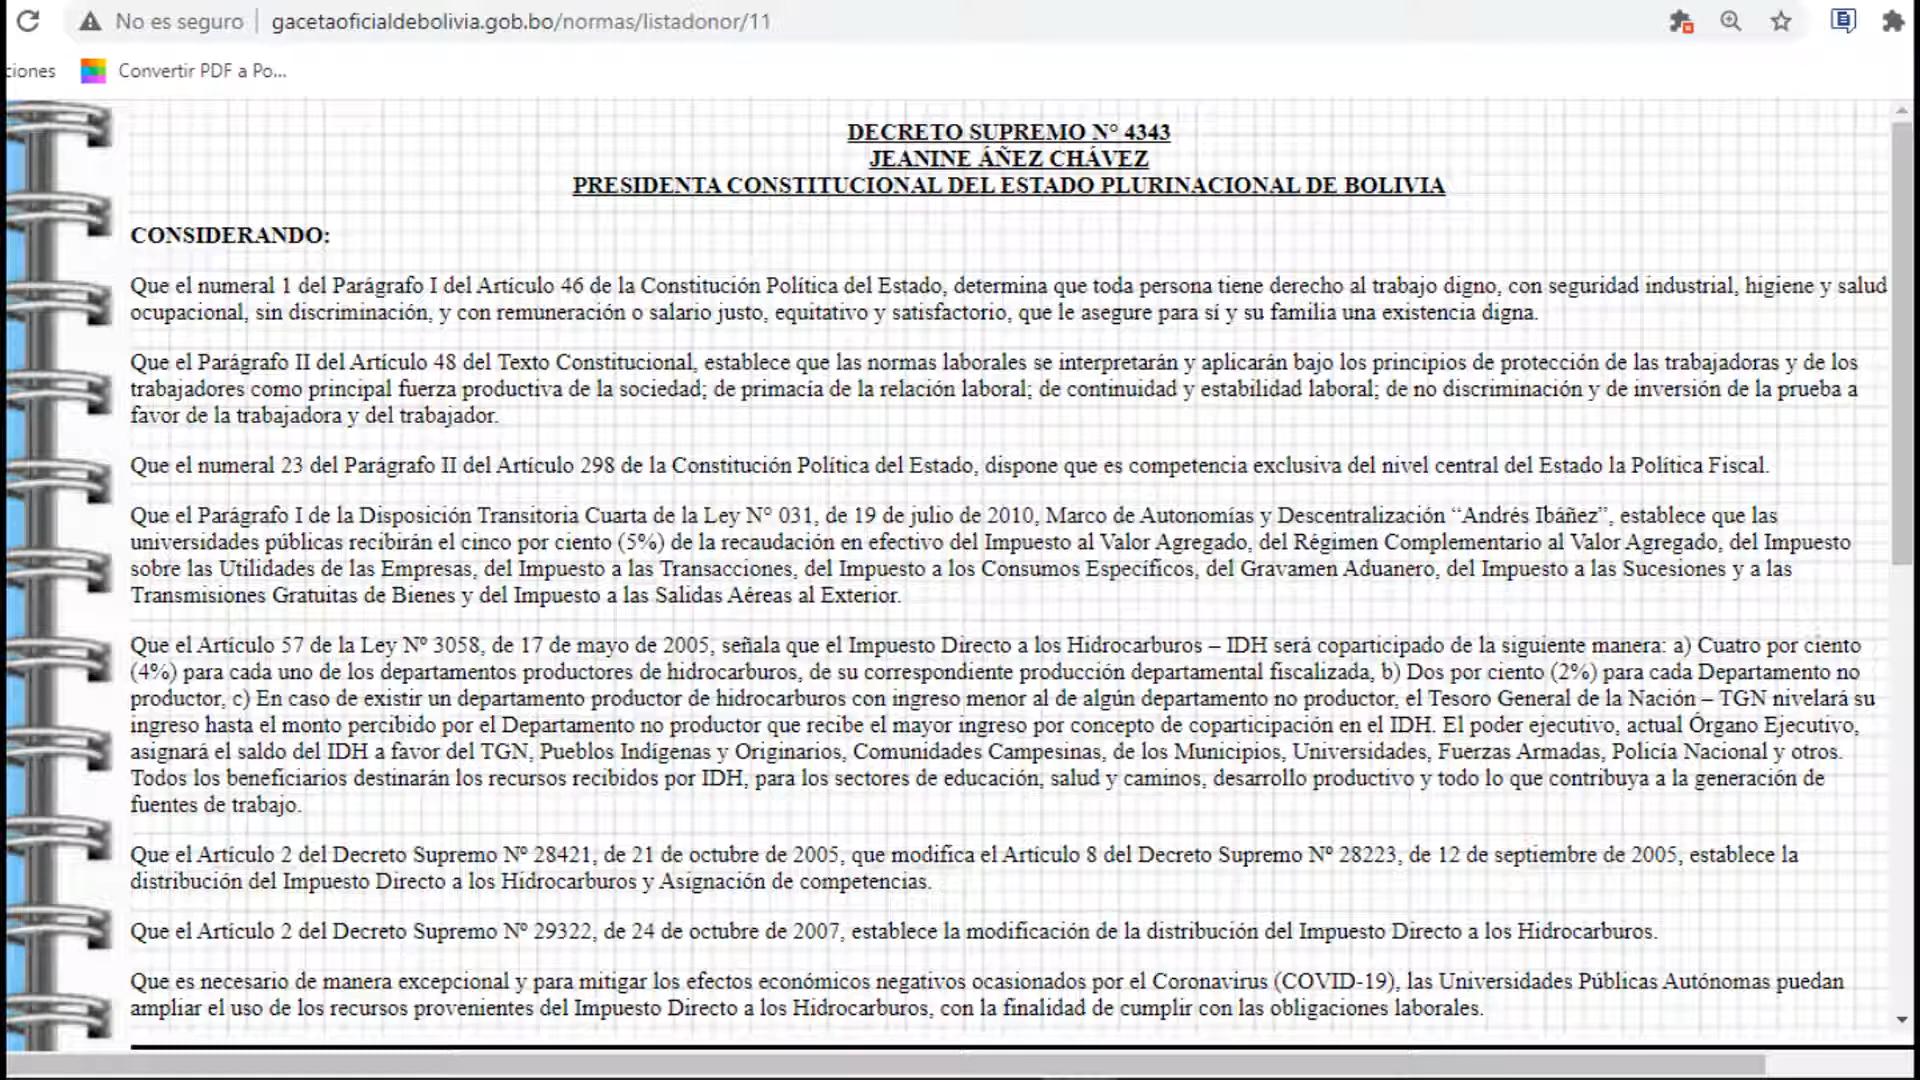 No es seguro
gacetaoficialdebolivia.gob.bo/normas/listadonor/11
ciones
Convertir PDF a Po...
DECRETO SUPREMO N° 4343
JEANINE ÁÑEZ CHÁVEZ
PRESIDENTA CONSTITUCIONAL DEL ESTADO PLURINACIONAL DE BOLIVIA
CONSIDERANDO:
Que el numeral 1 del Parágrafo I del Artículo 46 de la Constitución Política del Estado, determina que toda persona tiene derecho al trabajo digno, con seguridad industrial, higiene y salud
ocupacional, sin discriminación, y con remuneración o salario justo, equitativo y satisfactorio, que le asegure para sí y su familia una existencia digna.
Que el Parágrafo II del Artículo 48 del Texto Constitucional, establece que las normas laborales se interpretarán y aplicarán bajo los principios de protección de las trabajadoras y de los
trabajadores como principal fuerza productiva de la sociedad; de primacía de la relación laboral; de continuidad y estabilidad laboral; de no discriminación y de inversión de la prueba a
favor de la trabajadora y del trabajador.
Que el numeral 23 del Parágrafo II del Artículo 298 de la Constitución Política del Estado, dispone que es competencia exclusiva del nivel central del Estado la Política Fiscal.
Que el Parágrafo I de la Disposición Transitoria Cuarta de la Ley N° 031, de 19 de julio de 2010, Marco de Autonomías y Descentralización “Andrés Ibáñez”, establece que las
universidades públicas recibirán el cinco por ciento (5%) de la recaudación en efectivo del Impuesto al Valor Agregado, del Régimen Complementario al Valor Agregado, del Impuesto
sobre las Utilidades de las Empresas, del Impuesto a las Transacciones, del Impuesto a los Consumos Específicos, del Gravamen Aduanero, del Impuesto a las Sucesiones y a las
Transmisiones Gratuitas de Bienes y del Impuesto a las Salidas Aéreas al Exterior.
Que el Artículo 57 de la Ley Nº 3058, de 17 de mayo de 2005, señala que el Impuesto Directo a los Hidrocarburos – IDH será coparticipado de la siguiente manera: a) Cuatro por ciento
(4%) para cada uno de los departamentos productores de hidrocarburos, de su correspondiente producción departamental fiscalizada, b) Dos por ciento (2%) para cada Departamento no
productor, c) En caso de existir un departamento productor de hidrocarburos con ingreso menor al de algún departamento no productor, el Tesoro General de la Nación – TGN nivelará su
ingreso hasta el monto percibido por el Departamento no productor que recibe el mayor ingreso por concepto de coparticipación en el IDH. El poder ejecutivo, actual Órgano Ejecutivo,
asignará el saldo del IDH a favor del TGN, Pueblos Indígenas y Originarios, Comunidades Campesinas, de los Municipios, Universidades, Fuerzas Armadas, Policía Nacional y otros.
Todos los beneficiarios destinarán los recursos recibidos por IDH, para los sectores de educación, salud y caminos, desarrollo productivo y todo lo que contribuya a la generación de
fuentes de trabajo.
Que el Artículo 2 del Decreto Supremo Nº 28421, de 21 de octubre de 2005, que modifica el Artículo 8 del Decreto Supremo Nº 28223, de 12 de septiembre de 2005, establece la
distribución del Impuesto Directo a los Hidrocarburos y Asignación de competencias.
Que el Artículo 2 del Decreto Supremo Nº 29322, de 24 de octubre de 2007, establece la modificación de la distribución del Impuesto Directo a los Hidrocarburos.
Que es necesario de manera excepcional y para mitigar los efectos económicos negativos ocasionados por el Coronavirus (COVID-19), las Universidades Públicas Autónomas puedan
ampliar el uso de los recursos provenientes del Impuesto Directo a los Hidrocarburos, con la finalidad de cumplir con las obligaciones laborales.